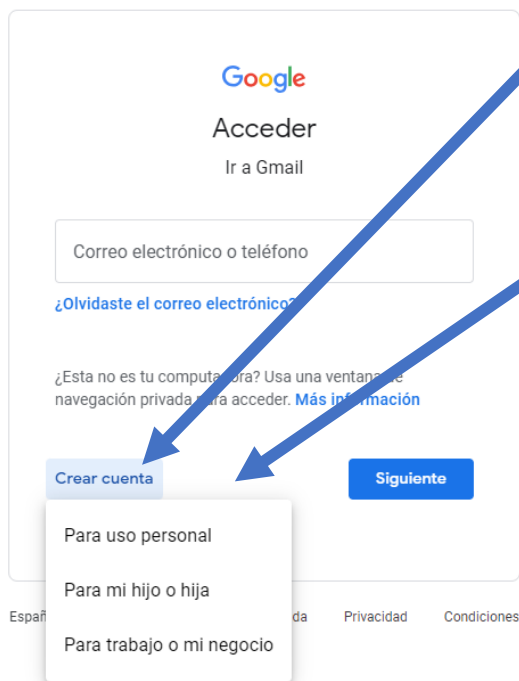 Google
Acceder
Ir a Gmail
Correo electrónico o teléfono
¿Olvidaste el correo electrónico?
¿Esta no es tu computadora? Usa una ventana de
navegación privada para acceder. Más información
Crear cuenta
Siguiente
Para uso personal
Para mi hijo o hija
Privacidad Condiciones
Para trabajo o mi negocio